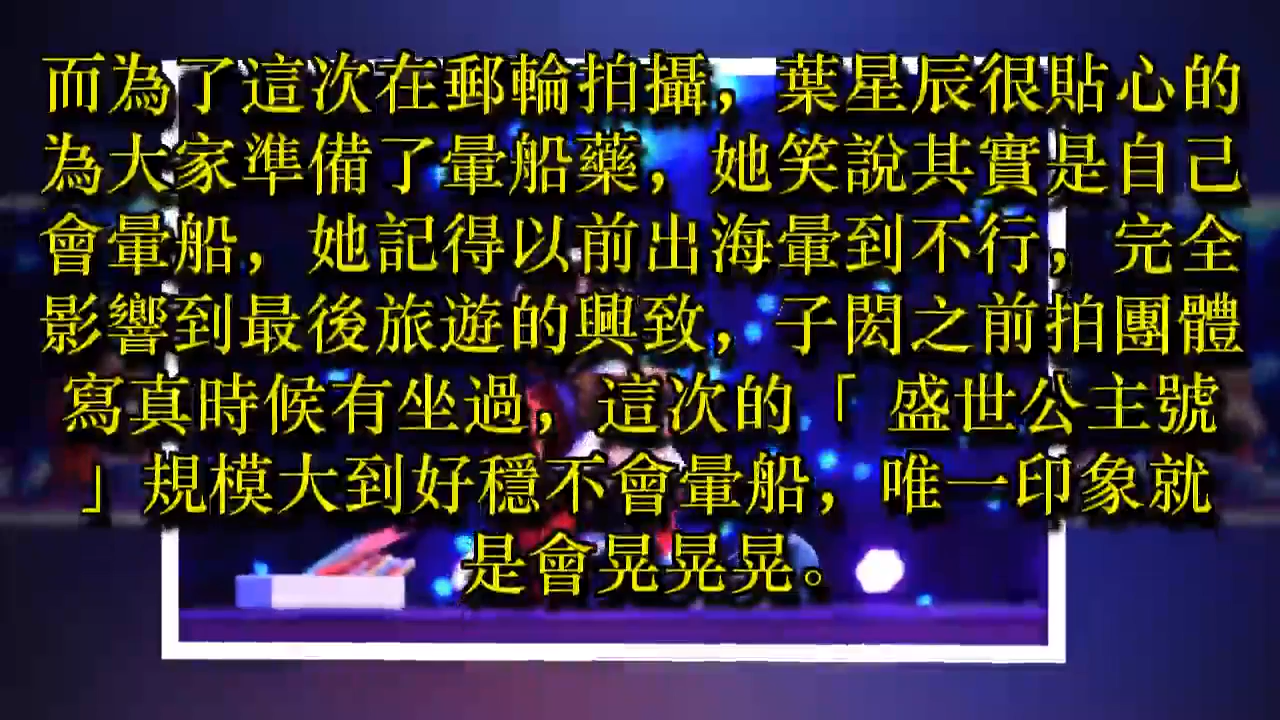 而為了這次在郵輪拍攝，葉星辰很貼心的
為大家準備了暈船藥，她笑說其實是自己
會暈船，她記得以前出海暈到不行，完全
影響到最後旅遊的興致，子閎之前拍團體
寫真時候有坐過，這次的「 盛世公主號
」規模大到好穩不會暈船，唯一印象就
是會晃晃晃。